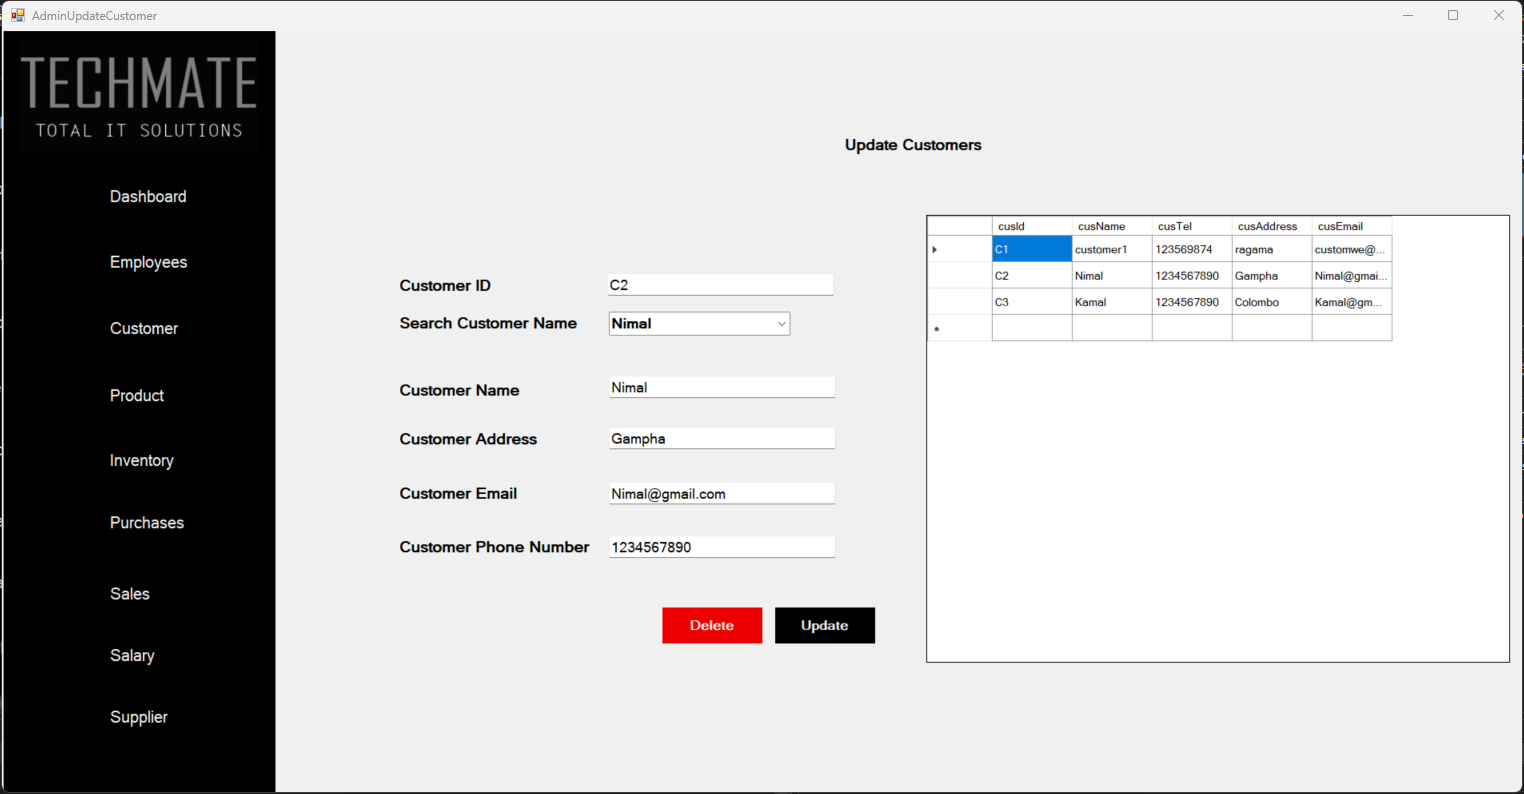 AdminUpdateCustomer
TECHMATE
TOTAL IT SOLUTIONS
Dashboard
Employees
Customer
Product
Inventory
Purchases
Sales
Salary
Supplier
Update Customers
Customer ID C2
Search Customer Name Nimal
Customer Name Nimal
Customer Address Gampha
Customer Email Nimal@gmail.com
Customer Phone Number 1234567890
Delete Update
cusId cusName cusTel cusAddress cusEmail
C1 customer1 123569874 ragama customwe@...
C2 Nimal 1234567890 Gampha Nimal@gmai...
C3 Kamal 1234567890 Colombo Kamal@gm...